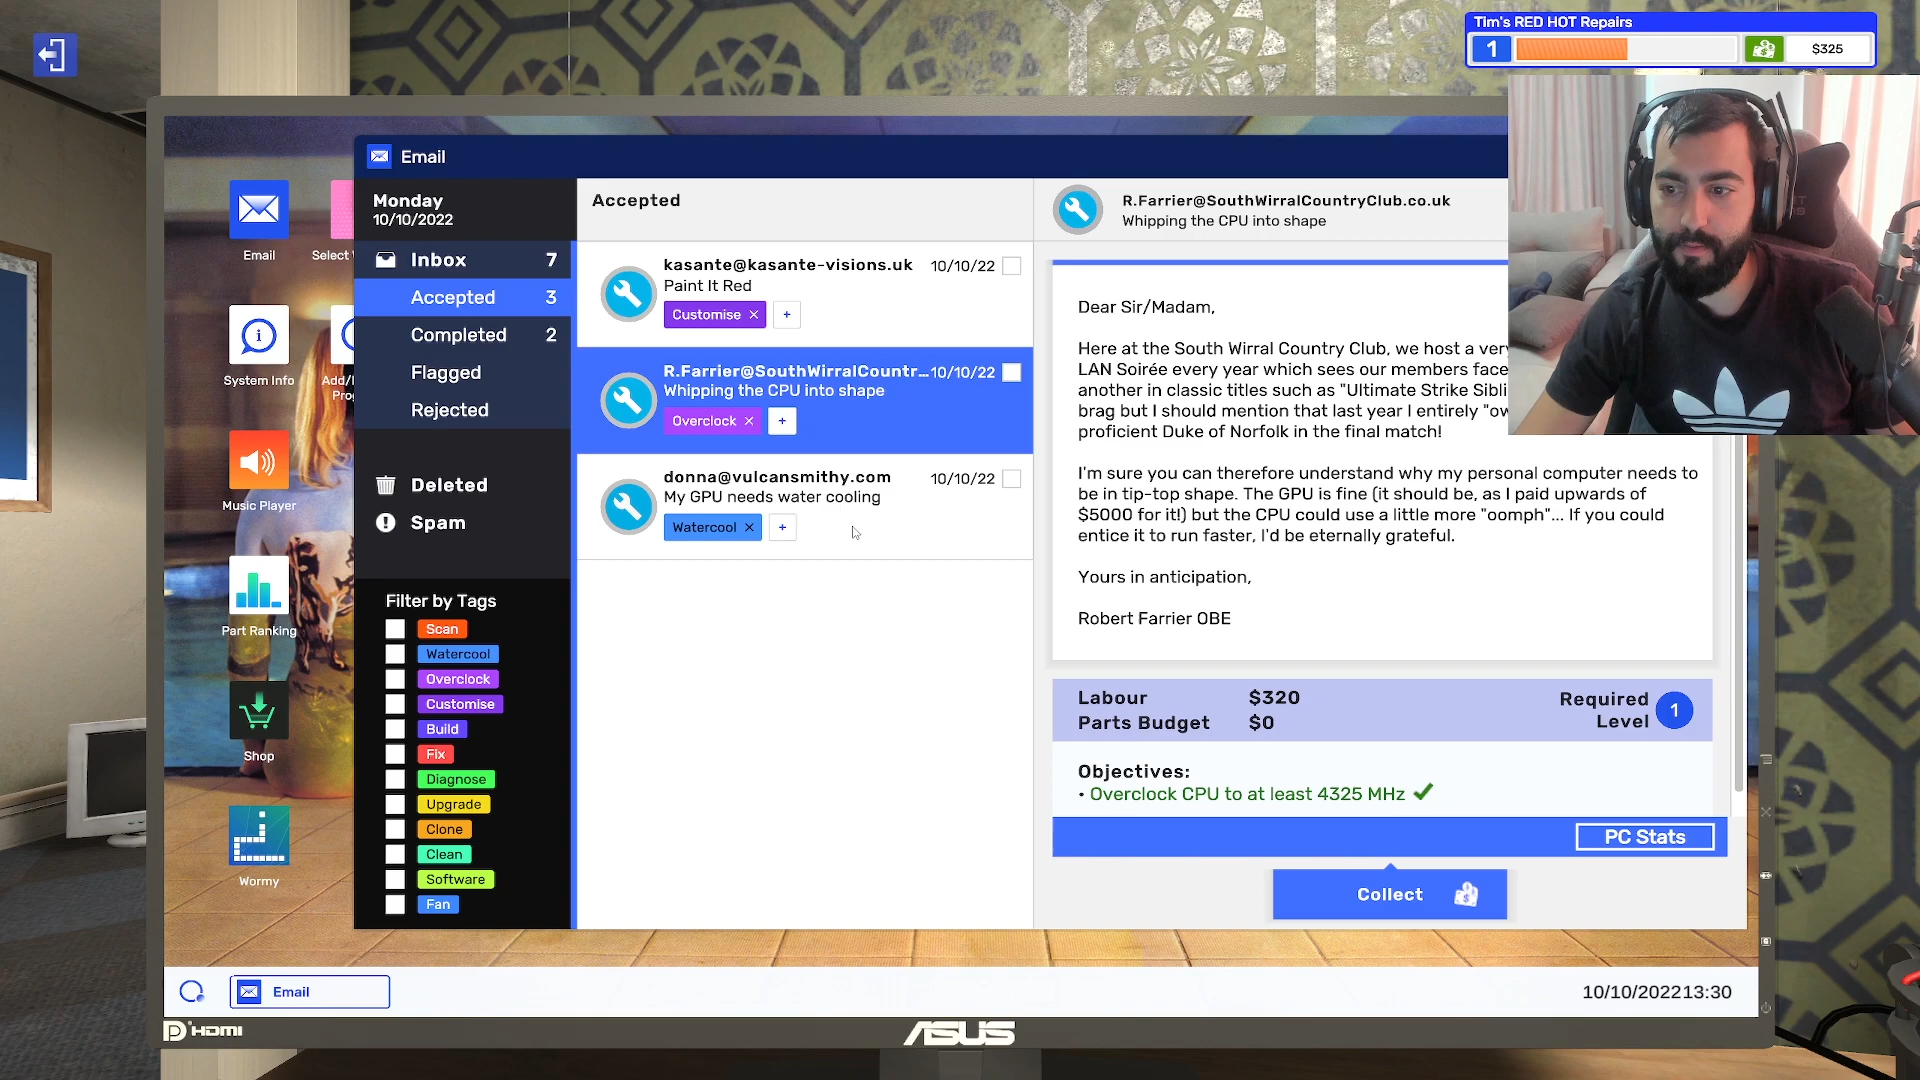 Tim's RED HOT Repairs
1
$325
Email
Select
System Info
Add/
Prog
Music Player
Part Ranking
Shop
Wormy
Email
Monday
10/10/2022
Inbox 7
Accepted 3
Completed 2
Flagged
Rejected
Deleted
Spam
Filter by Tags
Scan
Watercool
Overclock
Customise
Build
Fix
Diagnose
Upgrade
Clone
Clean
Software
Fan
Accepted
kasante@kasante-visions.uk 10/10/22
Paint It Red
Customise × +
R.Farrier@SouthWirralCountr... 10/10/22
Whipping the CPU into shape
Overclock × +
donna@vulcansmithy.com 10/10/22
My GPU needs water cooling
Watercool × +
R.Farrier@SouthWirralCountryClub.co.uk
Whipping the CPU into shape
Dear Sir/Madam,
Here at the South Wirral Country Club, we host a very
LAN Soirée every year which sees our members face
another in classic titles such as "Ultimate Strike Sibli
brag but I should mention that last year I entirely "ow
proficient Duke of Norfolk in the final match!
I'm sure you can therefore understand why my personal computer needs to
be in tip-top shape. The GPU is fine (it should be, as I paid upwards of
$5000 for it!) but the CPU could use a little more "oomph"... If you could
entice it to run faster, I'd be eternally grateful.
Yours in anticipation,
Robert Farrier OBE
Labour $320
Parts Budget $0
Required
Level 1
Objectives:
• Overclock CPU to at least 4325 MHz
PC Stats
Collect
Email
10/10/2022 13:30
HDMI
ASUS